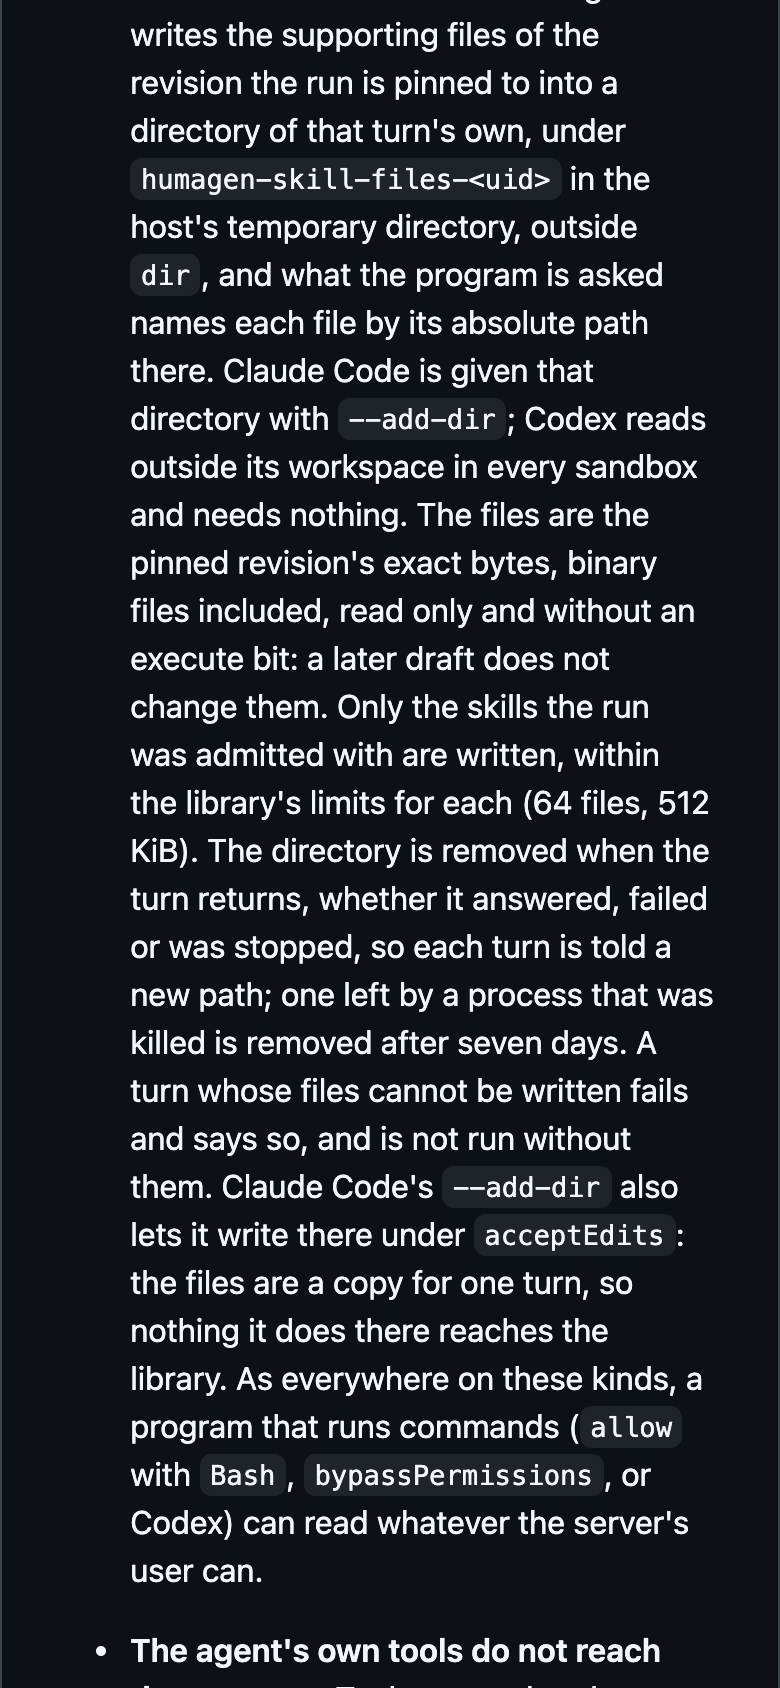 writes the supporting files of the
revision the run is pinned to into a
directory of that turn's own, under
humagen-skill-files-<uid> in the
host's temporary directory, outside
dir, and what the program is asked
names each file by its absolute path
there. Claude Code is given that
directory with --add-dir; Codex reads
outside its workspace in every sandbox
and needs nothing. The files are the
pinned revision's exact bytes, binary
files included, read only and without an
execute bit: a later draft does not
change them. Only the skills the run
was admitted with are written, within
the library's limits for each (64 files, 512
KiB). The directory is removed when the
turn returns, whether it answered, failed
or was stopped, so each turn is told a
new path; one left by a process that was
killed is removed after seven days. A
turn whose files cannot be written fails
and says so, and is not run without
them. Claude Code's --add-dir also
lets it write there under acceptEdits:
the files are a copy for one turn, so
nothing it does there reaches the
library. As everywhere on these kinds, a
program that runs commands (allow
with Bash, bypassPermissions, or
Codex) can read whatever the server's
user can.
• The agent's own tools do not reach